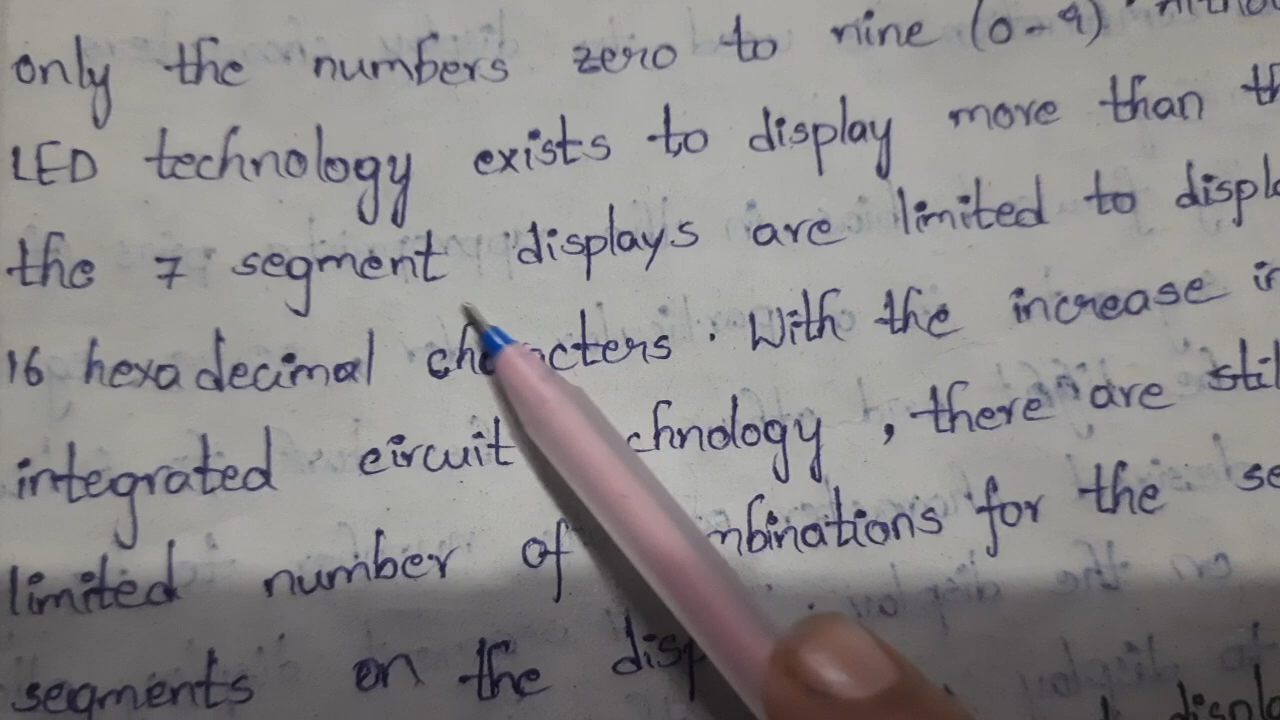 only the numbers zero to nine (0-9)
LED technology exists to display more than
the 7 segment displays are limited to
16 hexadecimal. With the increase
integrated circuit, there are
limited number of for the
segments on the